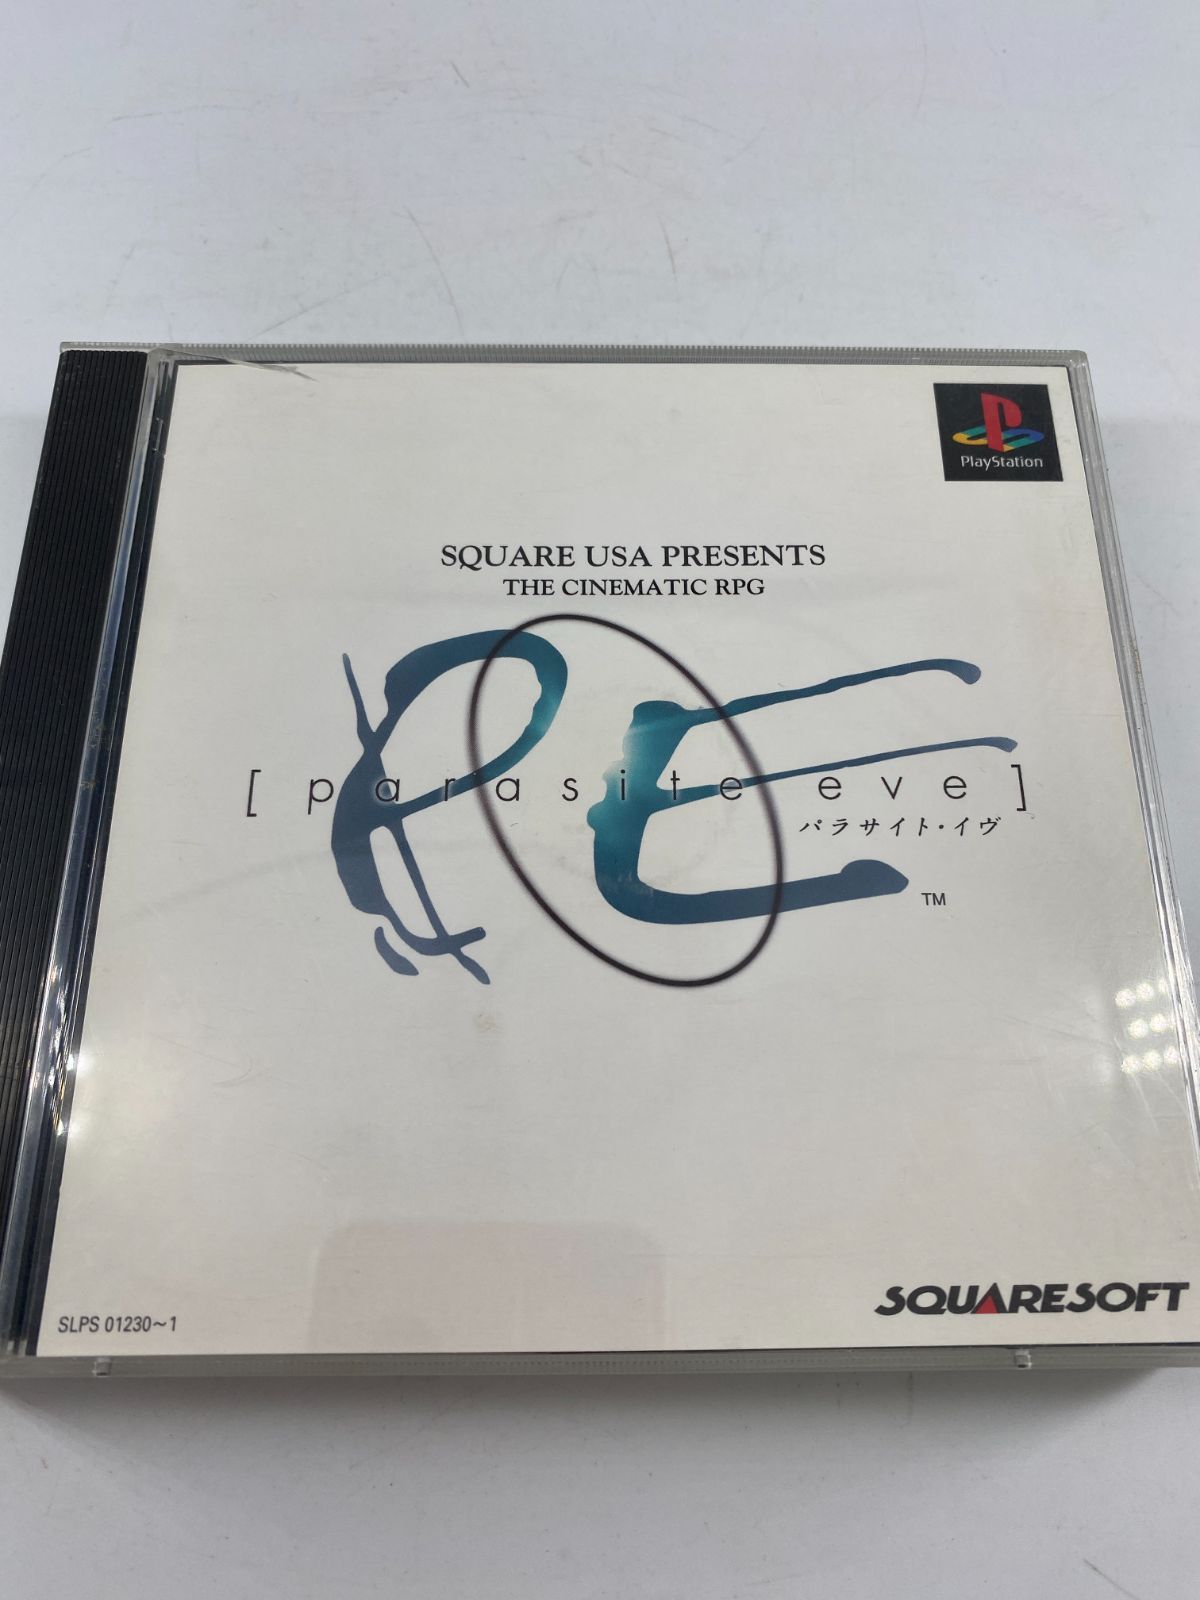 PlayStation
SQUARE USA PRESENTS
THE CINEMATIC RPG
PE
[ parasite eve ]
パラサイト・イヴ
TM
SQUARESOFT
SLPS 01230~1